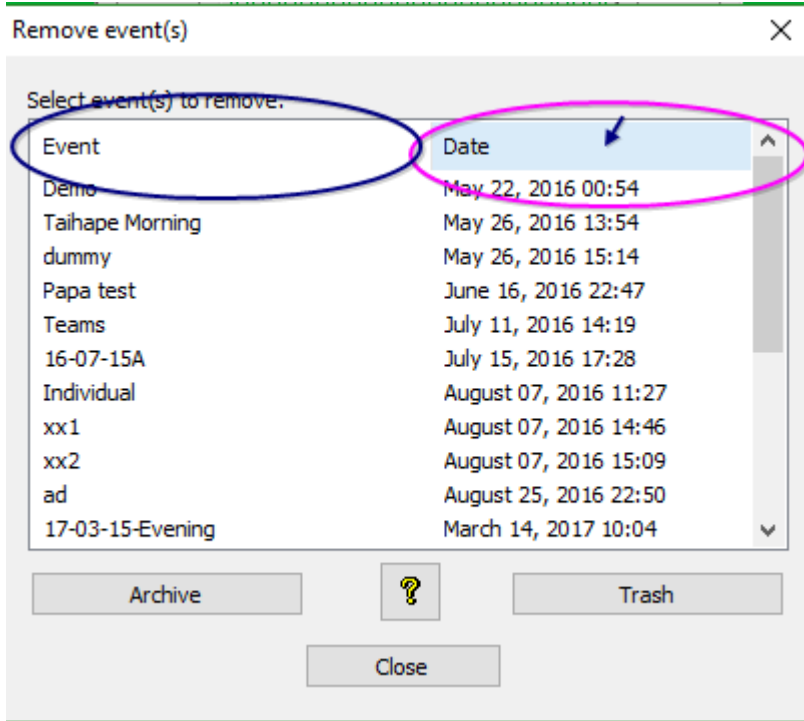 Remove event(s)
Select event(s) to remove:
Event Date
Demo May 22, 2016 00:54
Taihape Morning May 26, 2016 13:54
dummy May 26, 2016 15:14
Papa test June 16, 2016 22:47
Teams July 11, 2016 14:19
16-07-15A July 15, 2016 17:28
Individual August 07, 2016 11:27
xx1 August 07, 2016 14:46
xx2 August 07, 2016 15:09
ad August 25, 2016 22:50
17-03-15-Evening March 14, 2017 10:04
Archive ? Trash
Close